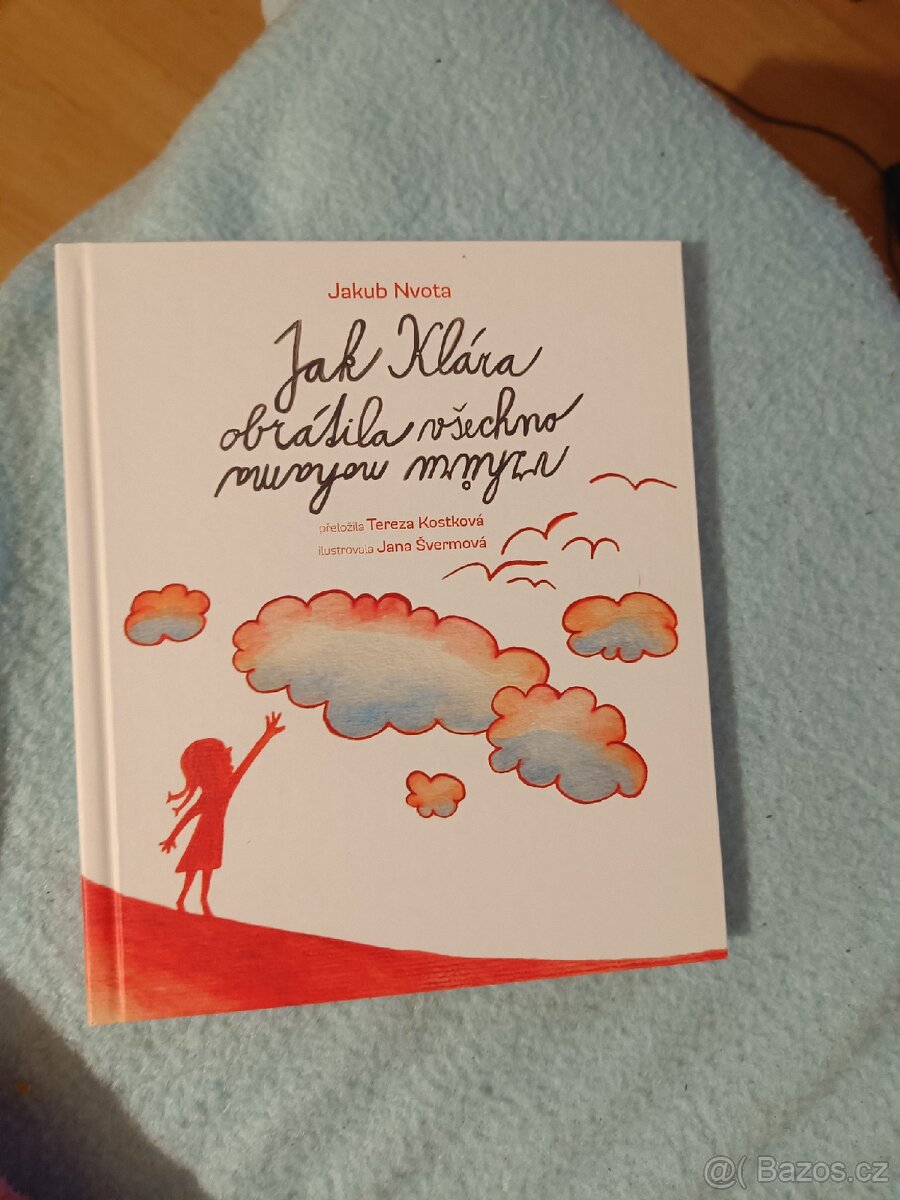 Jakub Nvota
Jak Klára
obrátila všechno
vzhůru nohama
přeložila Tereza Kostková
ilustrovala Jana Švermová
@( Bazos.cz